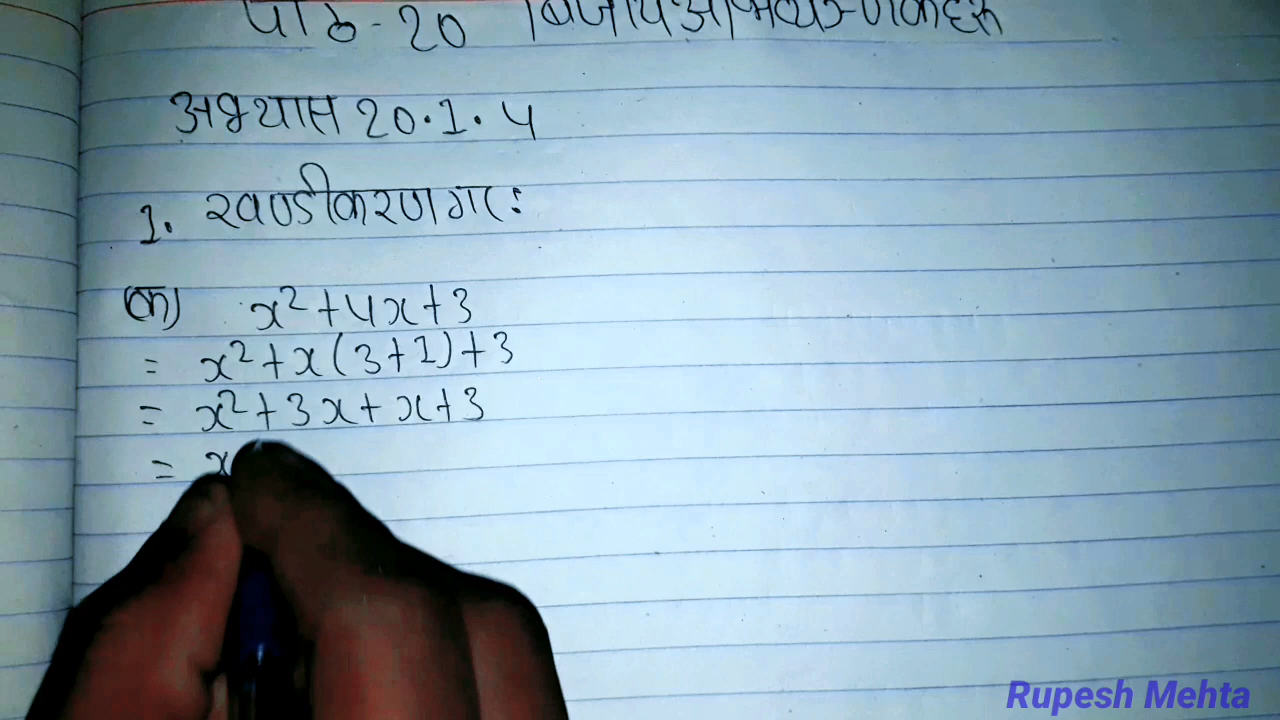 पाठ-20
अभ्यास 20.1.4
1. खण्डीकरण गर:
(क) x²+4x+3
= x²+x(3+1)+3
= x²+3x+x+3
= x
Rupesh Mehta